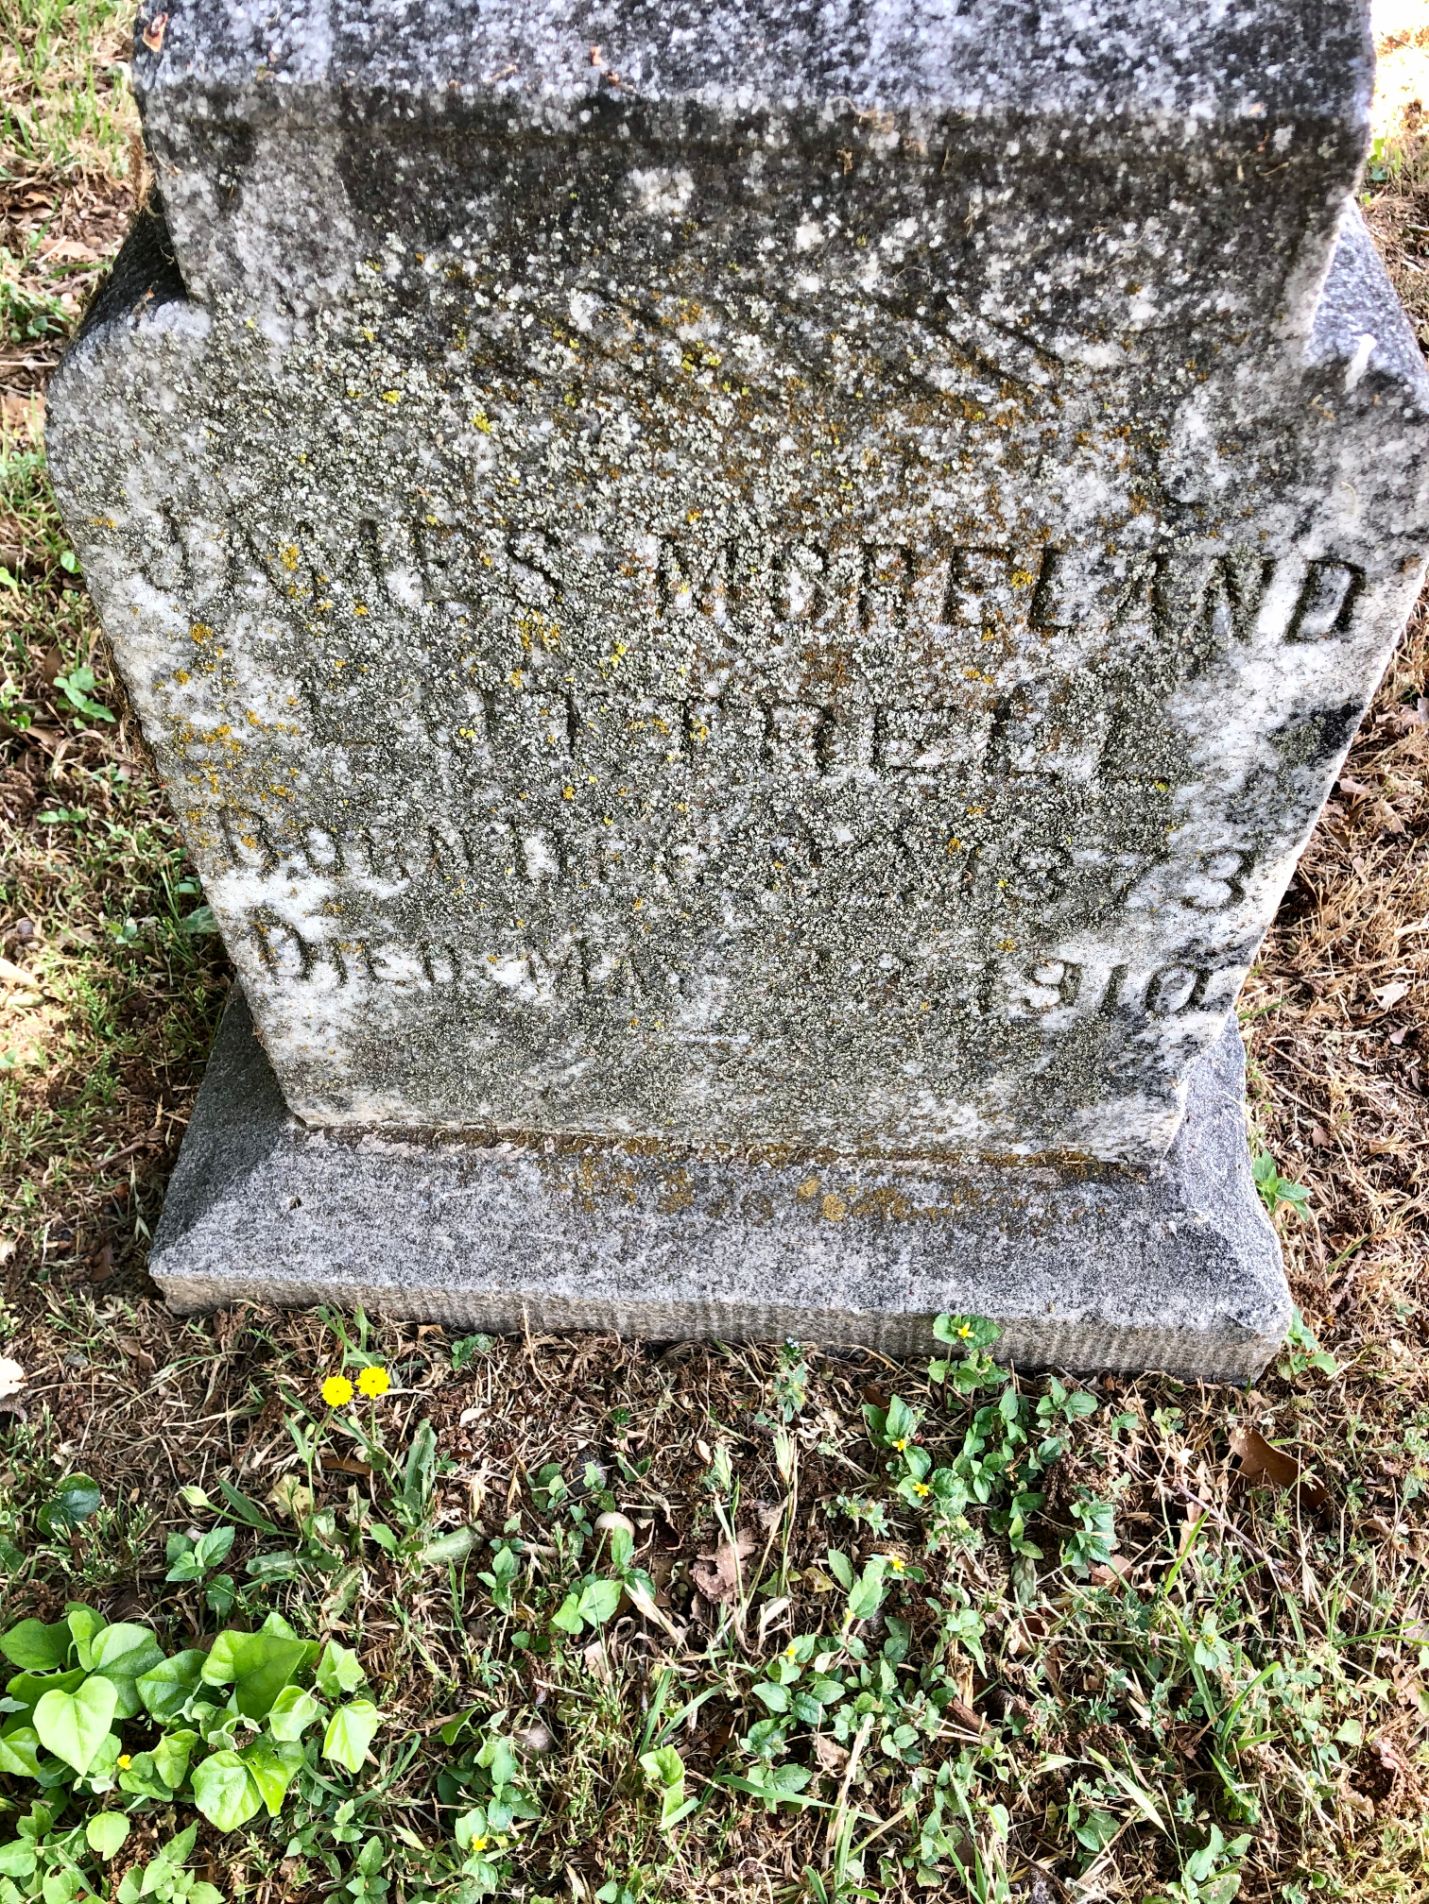 JAMES MORELAND
LUTTRELL
BORN 1873
DIED MAY 1910